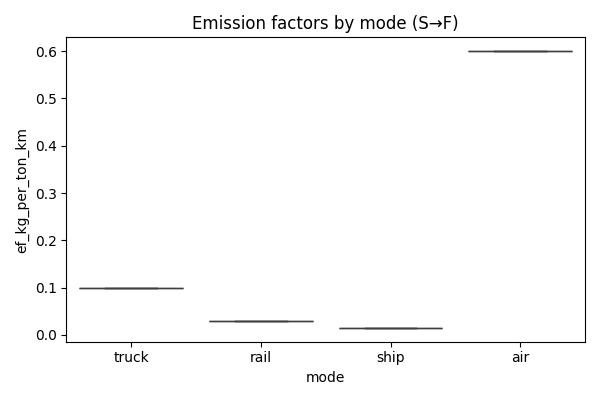 Emission factors by mode (S→F)
ef_kg_per_ton_km
0.6
0.5
0.4
0.3
0.2
0.1
0.0
truck rail ship air
mode